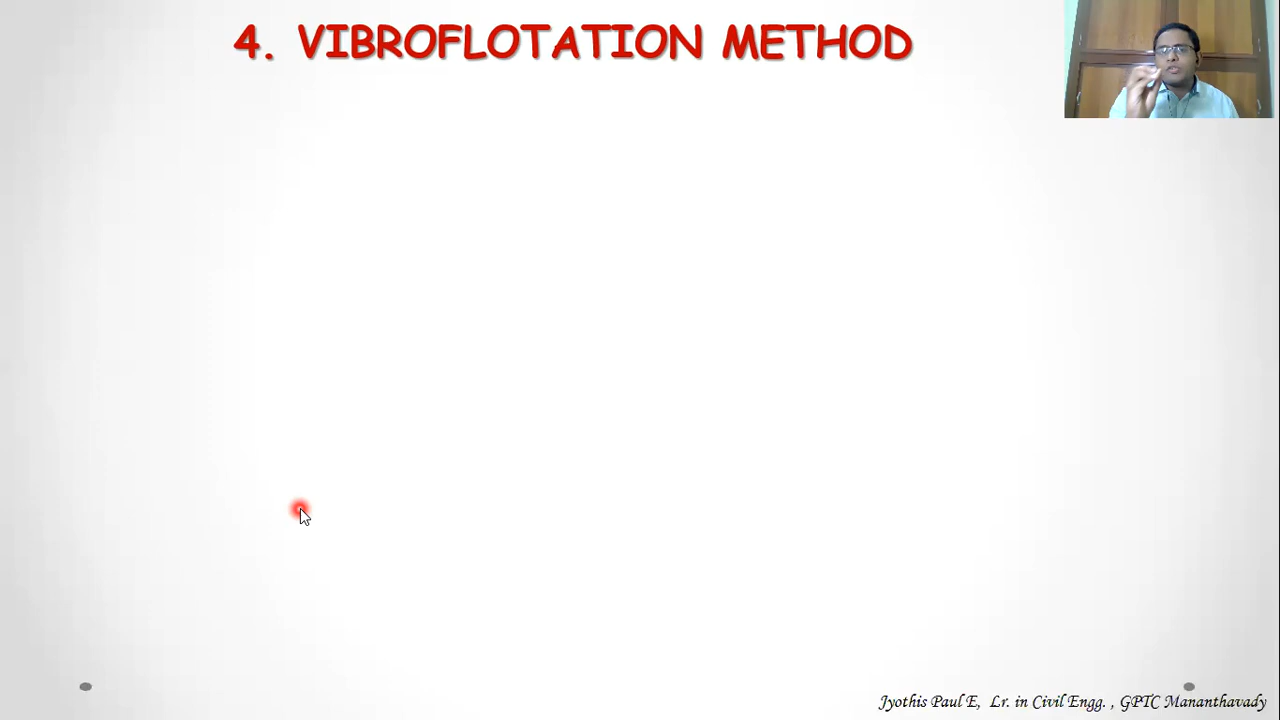 4. VIBROFLOTATION METHOD
Jyothis Paul E, Lr. in Civil Engg. , GPTC Mananthavady